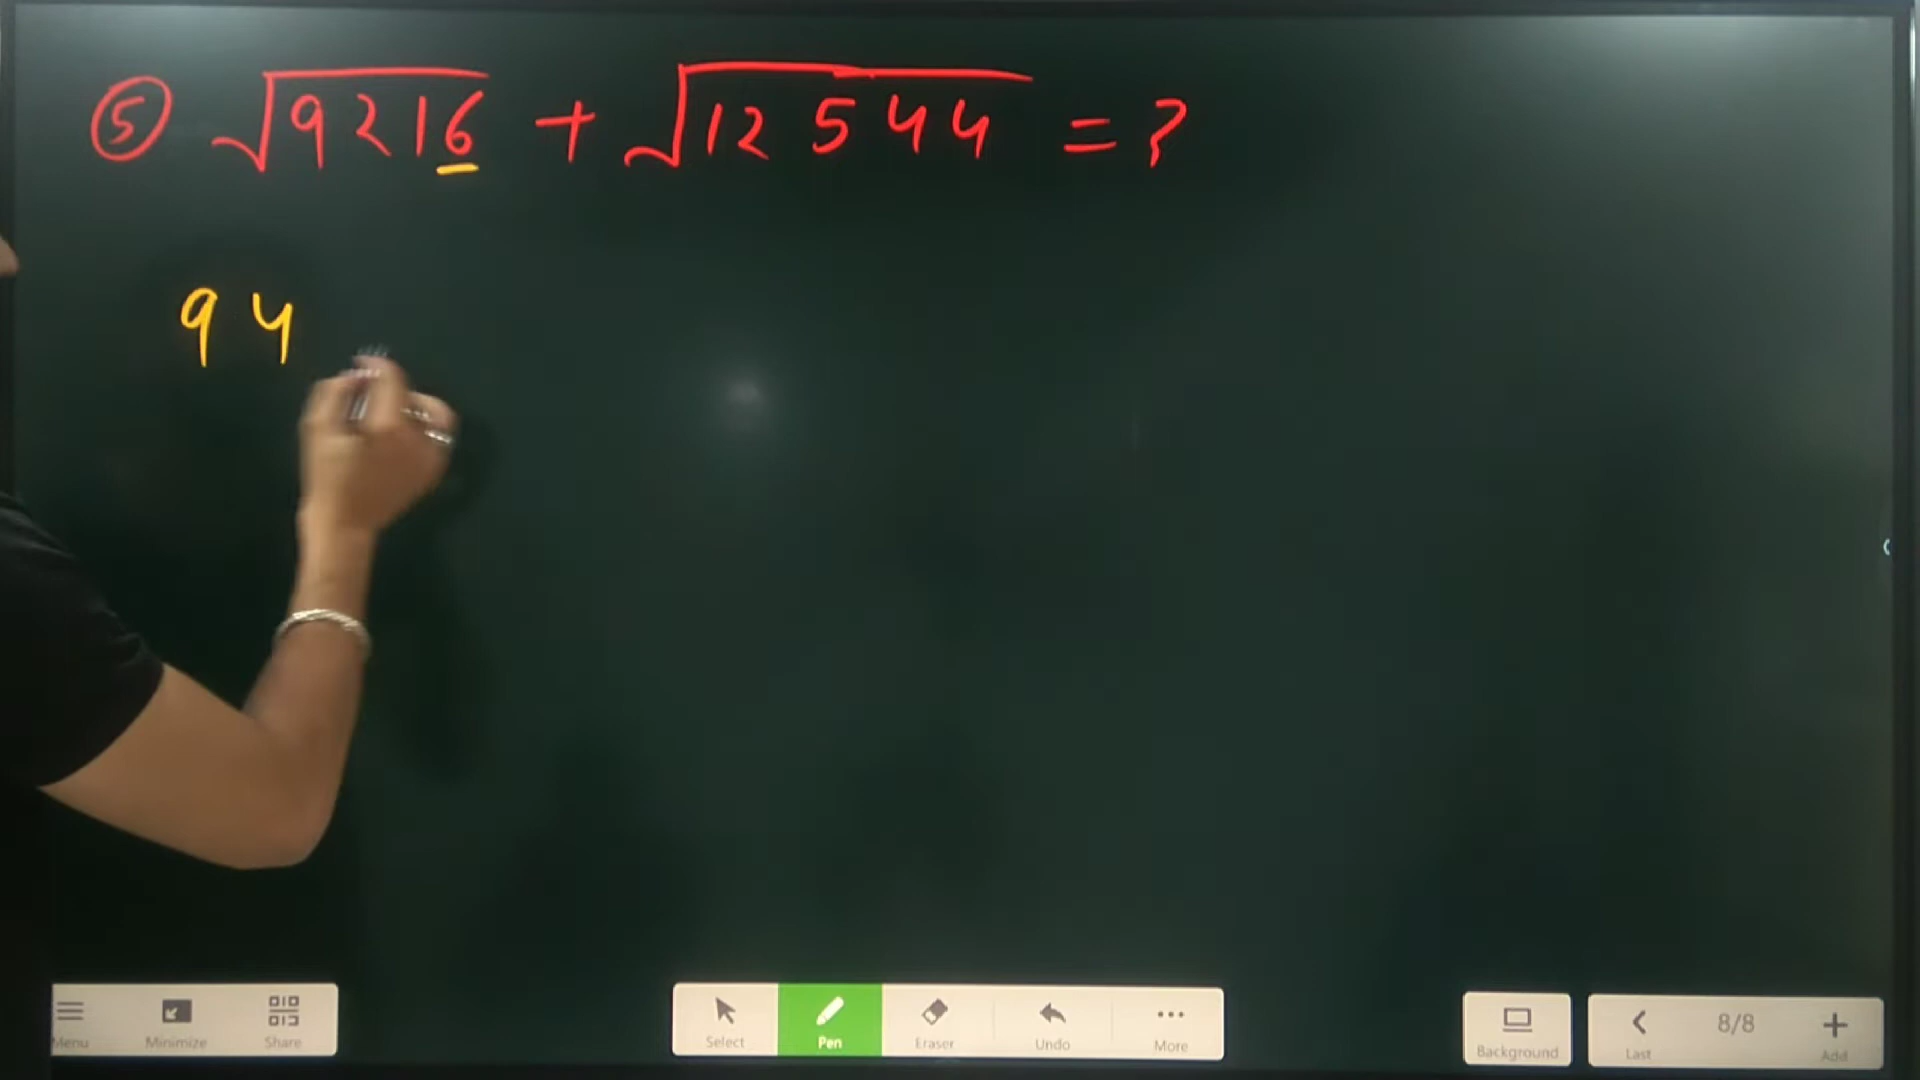 ⑤ √9216 + √12544 = ?
94
Menu Minimize Share Select Pen Eraser Undo More Background Last 8/8 Add